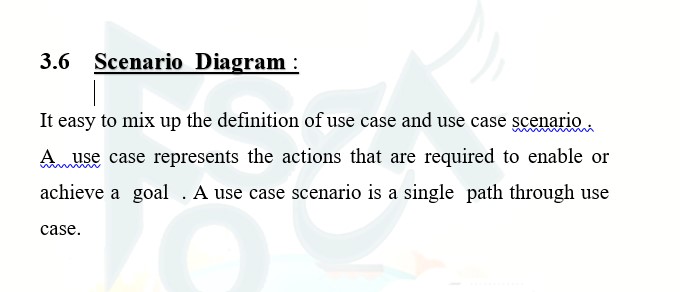 3.6 Scenario Diagram :
It easy to mix up the definition of use case and use case scenario .
A use case represents the actions that are required to enable or
achieve a goal . A use case scenario is a single path through use
case.